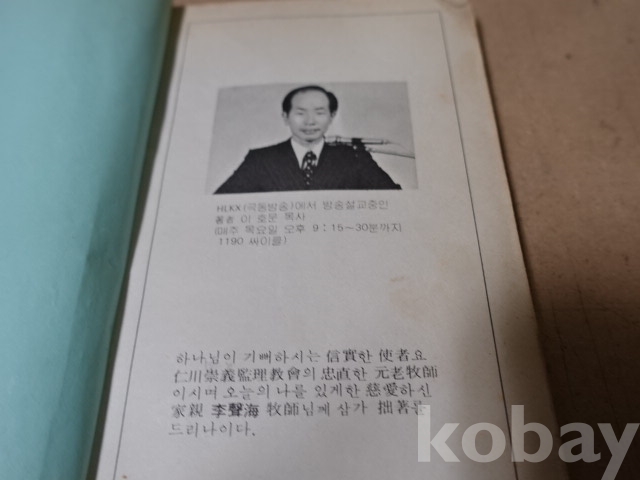 HLKX (극동방송)에서 방송설교중인
著者 이 호문 목사
(매주 목요일 오후 9：15～30분까지
1190 싸이클)
하나님이 기뻐하시는 信實한 使者요
仁川崇義監理教會의 忠直한 元老牧師
이시며 오늘의 나를 있게한 慈愛하신
家親 李聲海 牧師님께 삼가 拙著를
드리나이다.
kobay